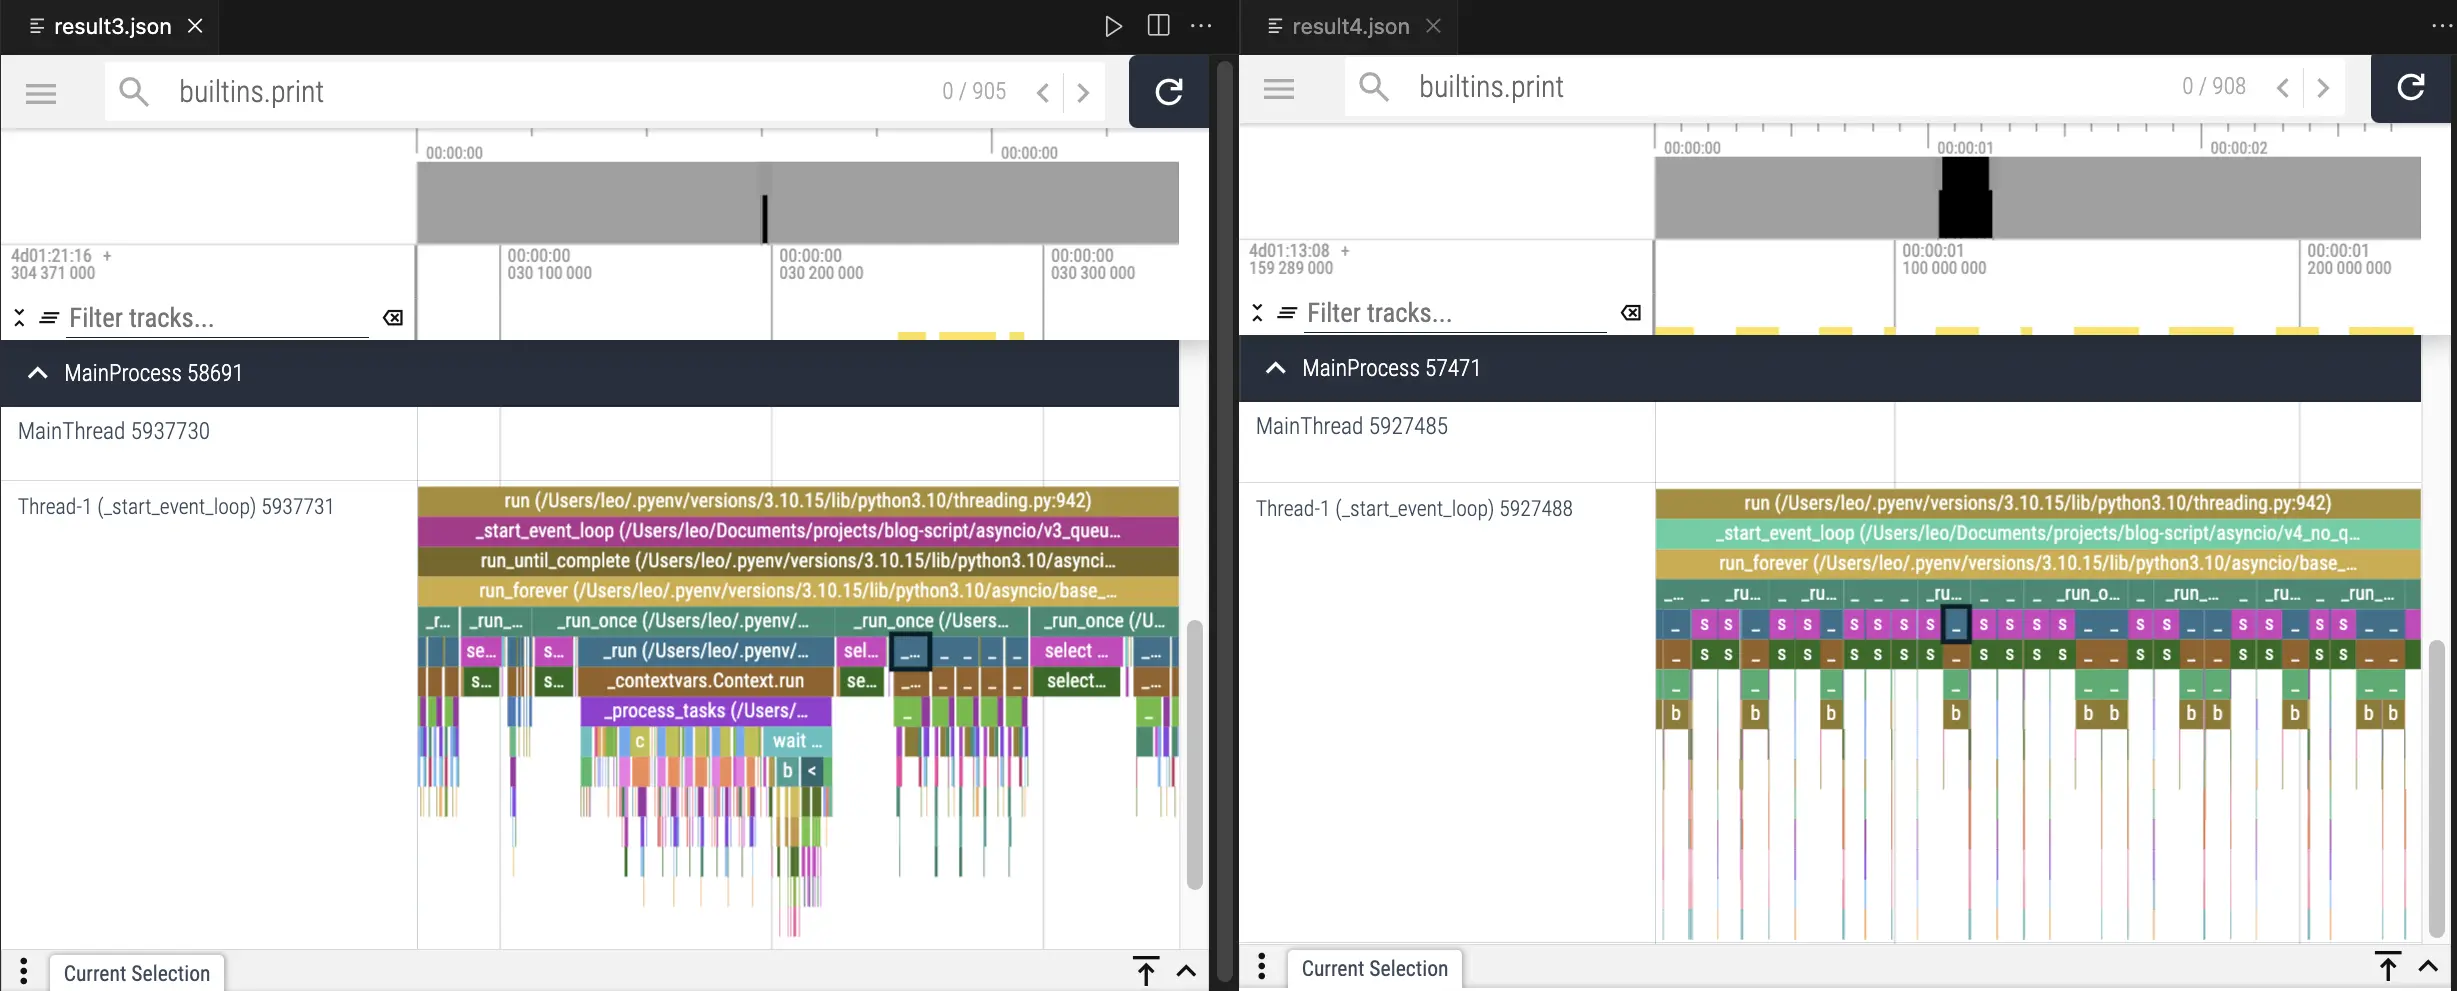 result3.json
builtins.print
0 / 905
00:00:00
00:00:00
4d01:21:16 +
304 371 000
00:00:00
030 100 000
00:00:00
030 200 000
00:00:00
030 300 000
Filter tracks...
MainProcess 58691
MainThread 5937730
Thread-1 (_start_event_loop) 5937731
run (/Users/leo/.pyenv/versions/3.10.15/lib/python3.10/threading.py:942)
_start_event_loop (/Users/leo/Documents/projects/blog-script/asyncio/v3_queu...
run_until_complete (/Users/leo/.pyenv/versions/3.10.15/lib/python3.10/asynci...
run_forever (/Users/leo/.pyenv/versions/3.10.15/lib/python3.10/asyncio/base_...
_r... _run_... _run_once (/Users/leo/.pyenv/... _run_once (/Users... _run_once (/U...
se... s... _run (/Users/leo/.pyenv/... sel... _... _ _ _ _ select ... _...
s... s... _contextvars.Context.run se... _... _ _ _ _ select... _...
_process_tasks (/Users/... _ _
c wait ...
b <
Current Selection
result4.json
builtins.print
0 / 908
00:00:00
00:00:01
00:00:02
4d01:13:08 +
159 289 000
00:00:01
100 000 000
00:00:01
200 000 000
Filter tracks...
MainProcess 57471
MainThread 5927485
Thread-1 (_start_event_loop) 5927488
run (/Users/leo/.pyenv/versions/3.10.15/lib/python3.10/threading.py:942)
_start_event_loop (/Users/leo/Documents/projects/blog-script/asyncio/v4_no_q...
run_forever (/Users/leo/.pyenv/versions/3.10.15/lib/python3.10/asyncio/base_...
_... _ _ru... _ _ru... _ _ _ _ru... _ _ _ _run_o... _ _run_... _ _ru... _ _run_...
_ s s _ s s _ s s s s _ s s s s _ _ s s _ _ s s _ s s _ _
_ s s _ s s _ s s s s _ s s s s _ _ s s _ _ s s _ s s _ _
_ _ _ _ _ _ _ _ _ _ _
b b b b b b b b b b b
Current Selection